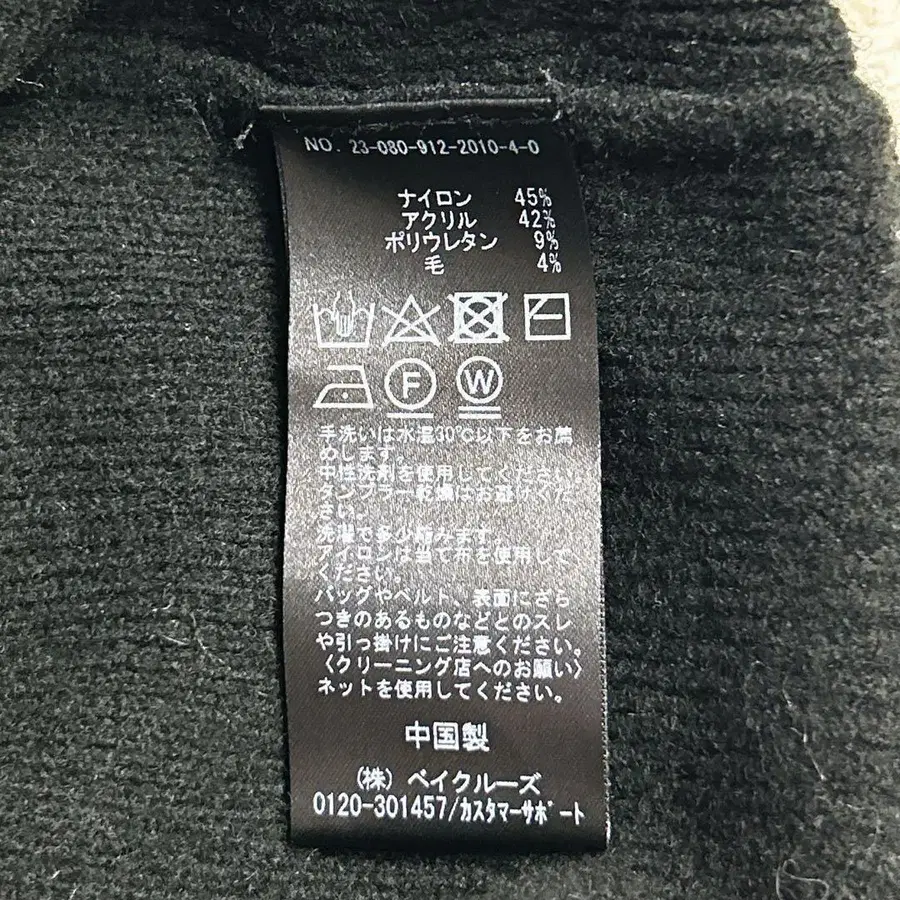 NO. 23-080-912-2010-4-0
ナイロン 45%
アクリル 42%
ポリウレタン 9%
毛 4%
F W
手洗いは水温30℃以下をお薦
めします。
中性洗剤を使用してください。
タンブラー乾燥はお避けくだ
さい。
洗濯で多少縮みます。
アイロンは当て布を使用して
ください。
バッグやベルト、表面にざら
つきのあるものなどとのスレ
や引っ掛けにご注意ください。
〈クリーニング店へのお願い〉
ネットを使用してください。
中国製
(株) ベイクルーズ
0120-301457/カスタマーサポート